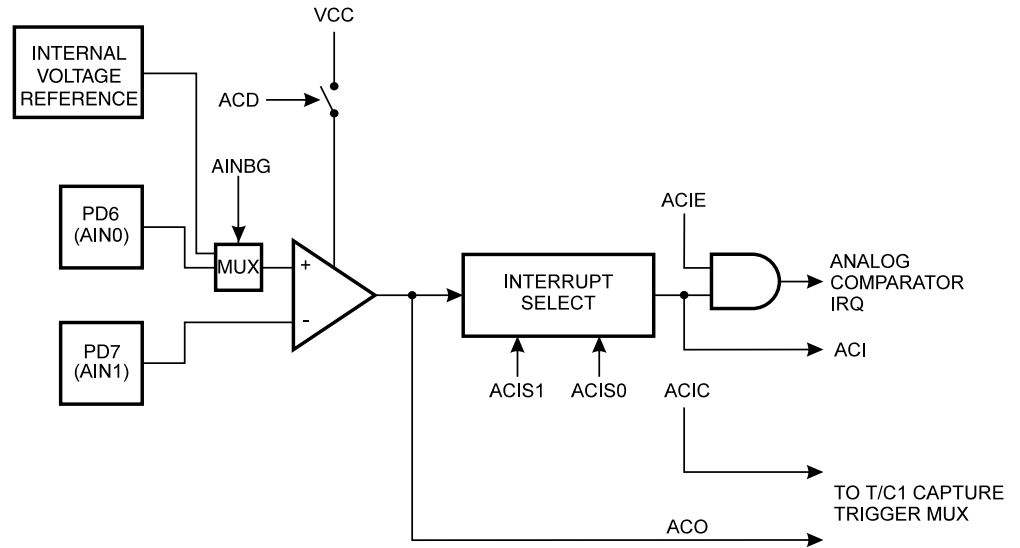 VCC
INTERNAL
VOLTAGE
REFERENCE
ACD
AINBG
PD6
(AIN0)
MUX
+
-
PD7
(AIN1)
INTERRUPT
SELECT
ACIE
ANALOG
COMPARATOR
IRQ
ACI
ACIS1
ACIS0
ACIC
TO T/C1 CAPTURE
TRIGGER MUX
ACO